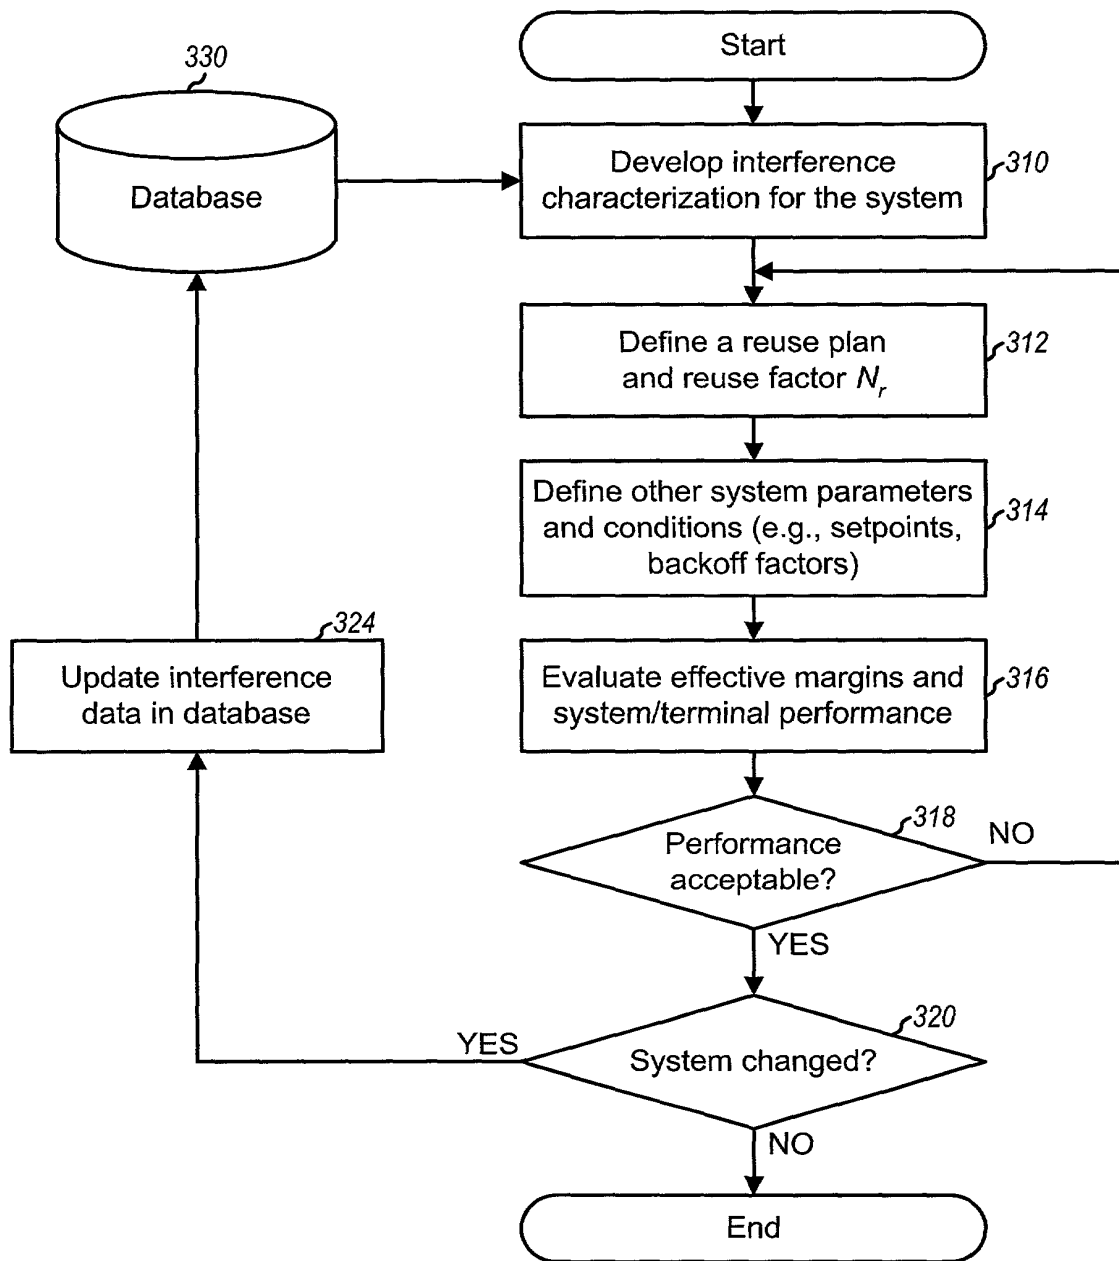 Start
330
Database
Develop interference
characterization for the system
310
Define a reuse plan
and reuse factor Nr
312
Define other system parameters
and conditions (e.g., setpoints,
backoff factors)
314
324
Update interference
data in database
Evaluate effective margins and
system/terminal performance
316
Performance
acceptable?
318
NO
YES
System changed?
320
YES
NO
End